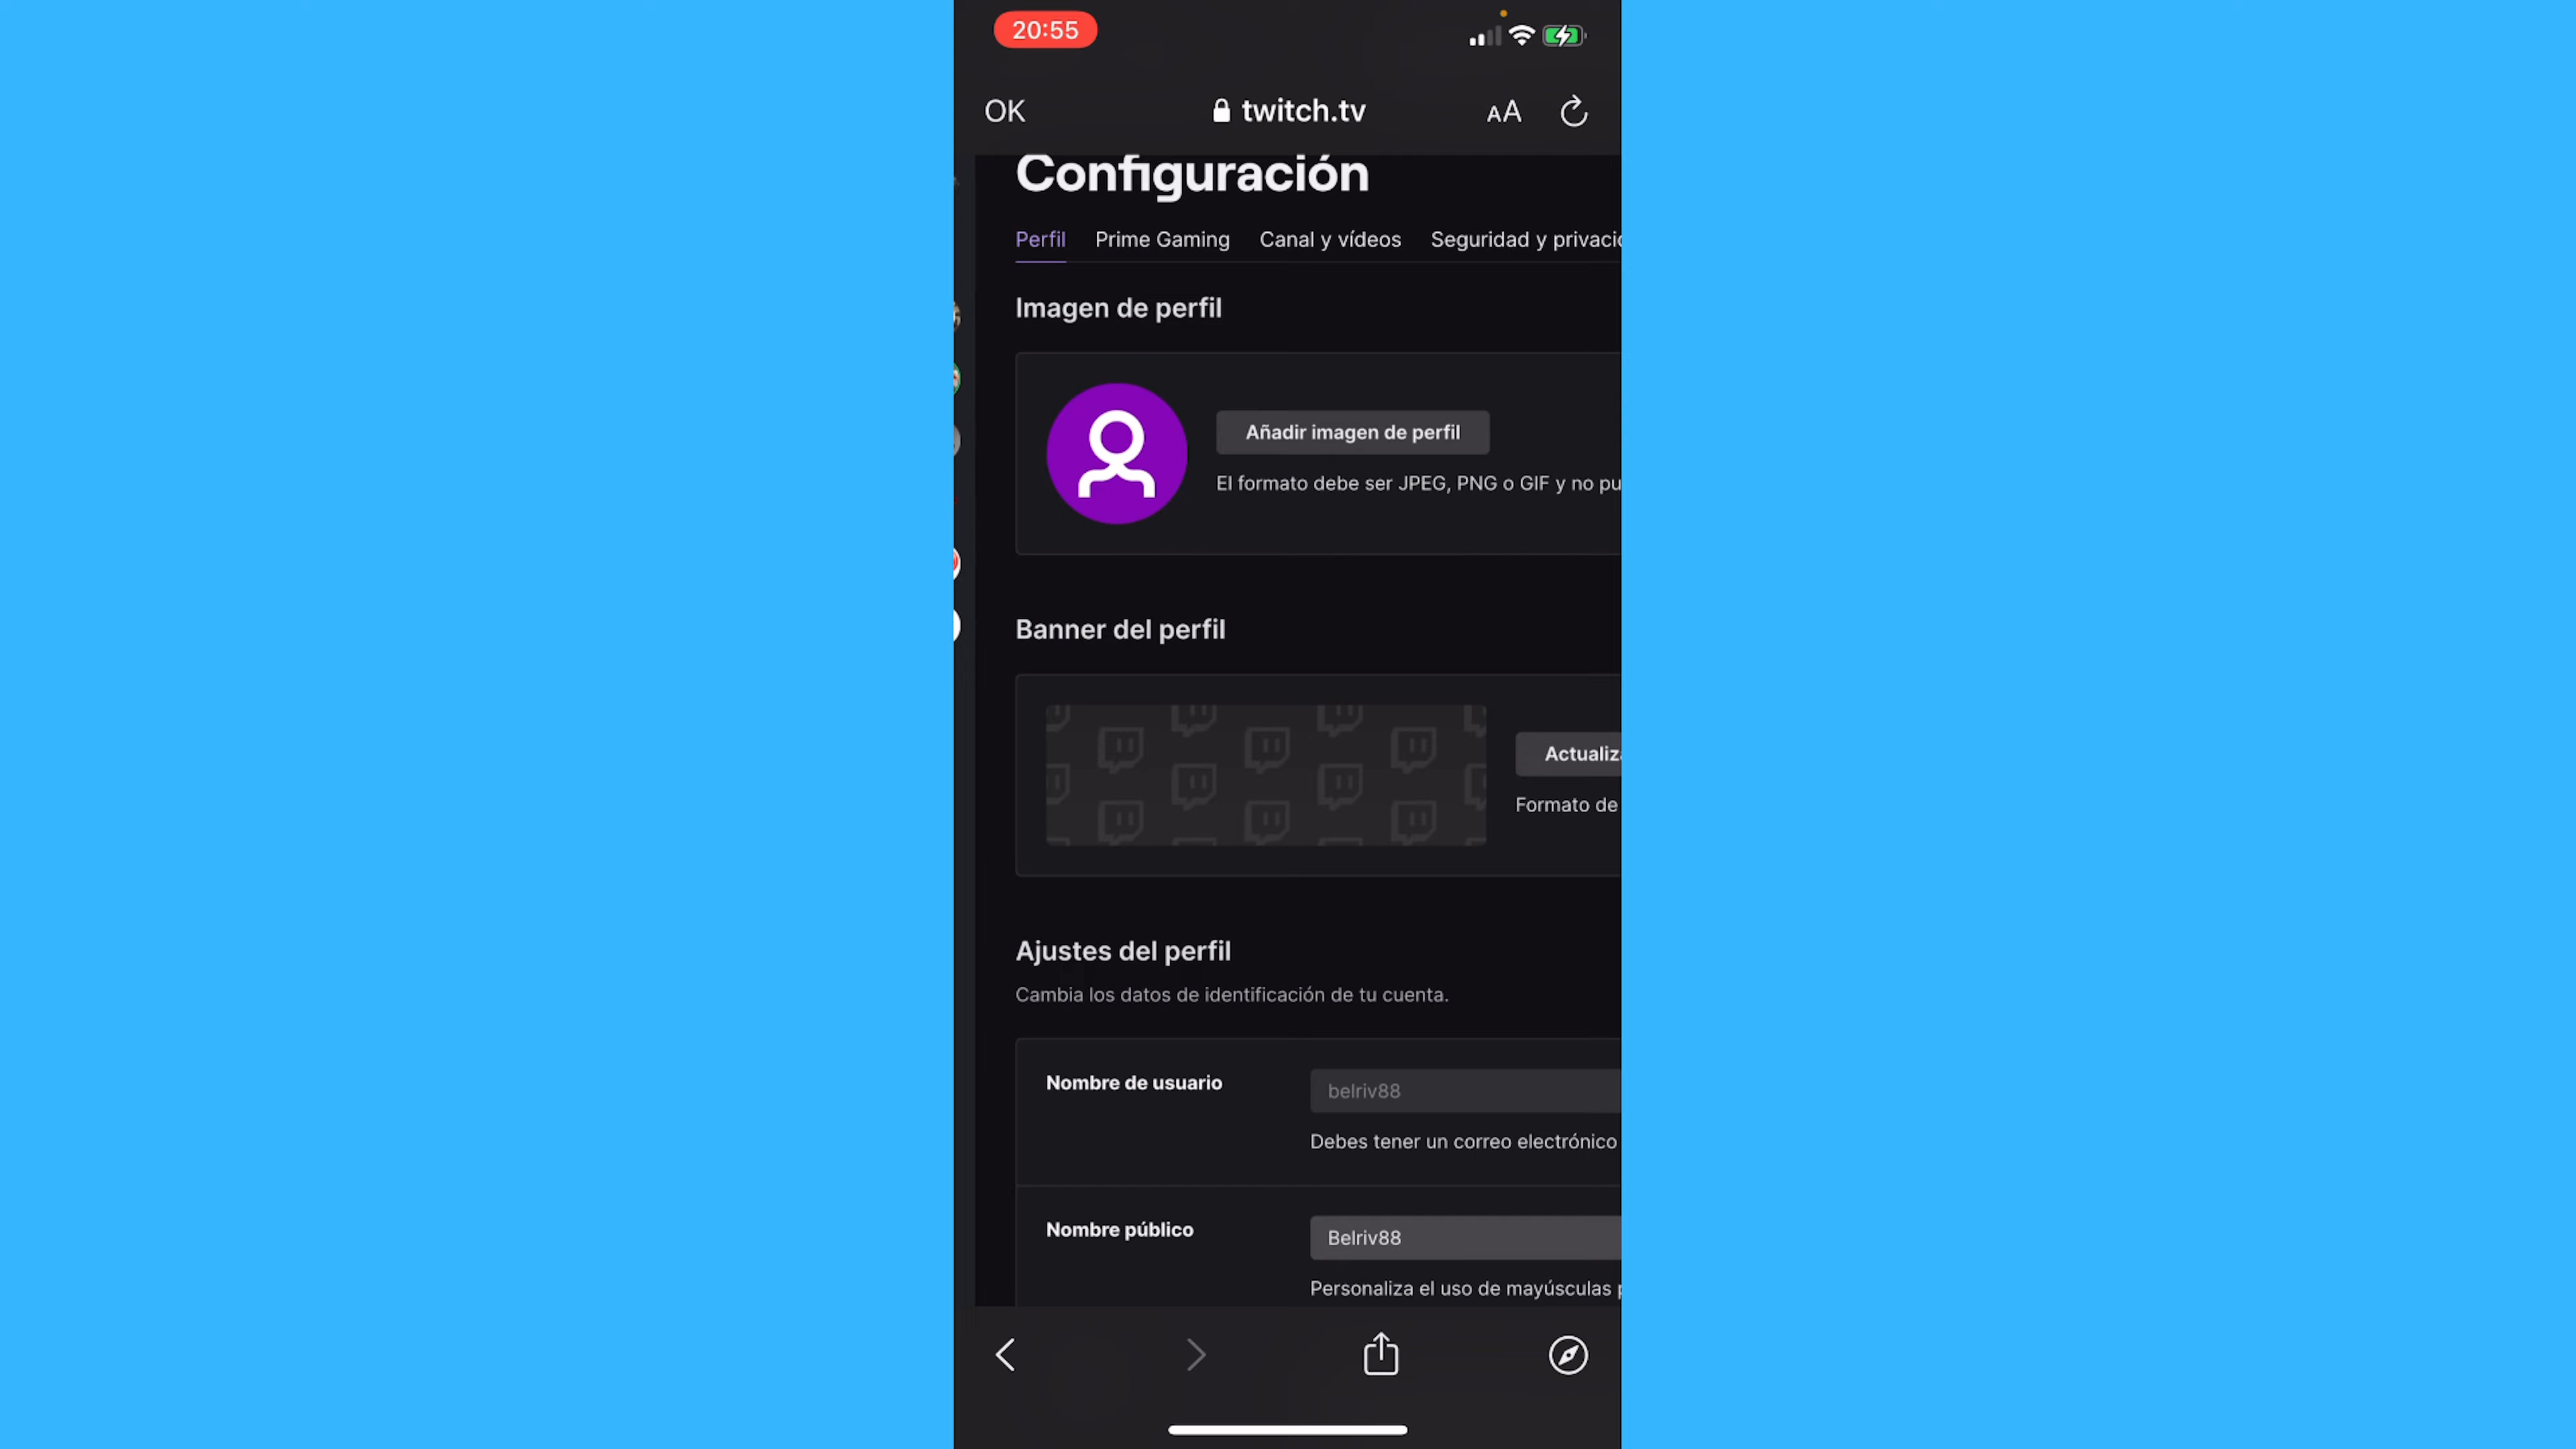 20:55
OK
twitch.tv
AA
Configuración
Perfil Prime Gaming Canal y vídeos Seguridad y privaci
Imagen de perfil
Añadir imagen de perfil
El formato debe ser JPEG, PNG o GIF y no pu
Banner del perfil
Actualiz
Formato de
Ajustes del perfil
Cambia los datos de identificación de tu cuenta.
Nombre de usuario
belriv88
Debes tener un correo electrónico
Nombre público
Belriv88
Personaliza el uso de mayúsculas